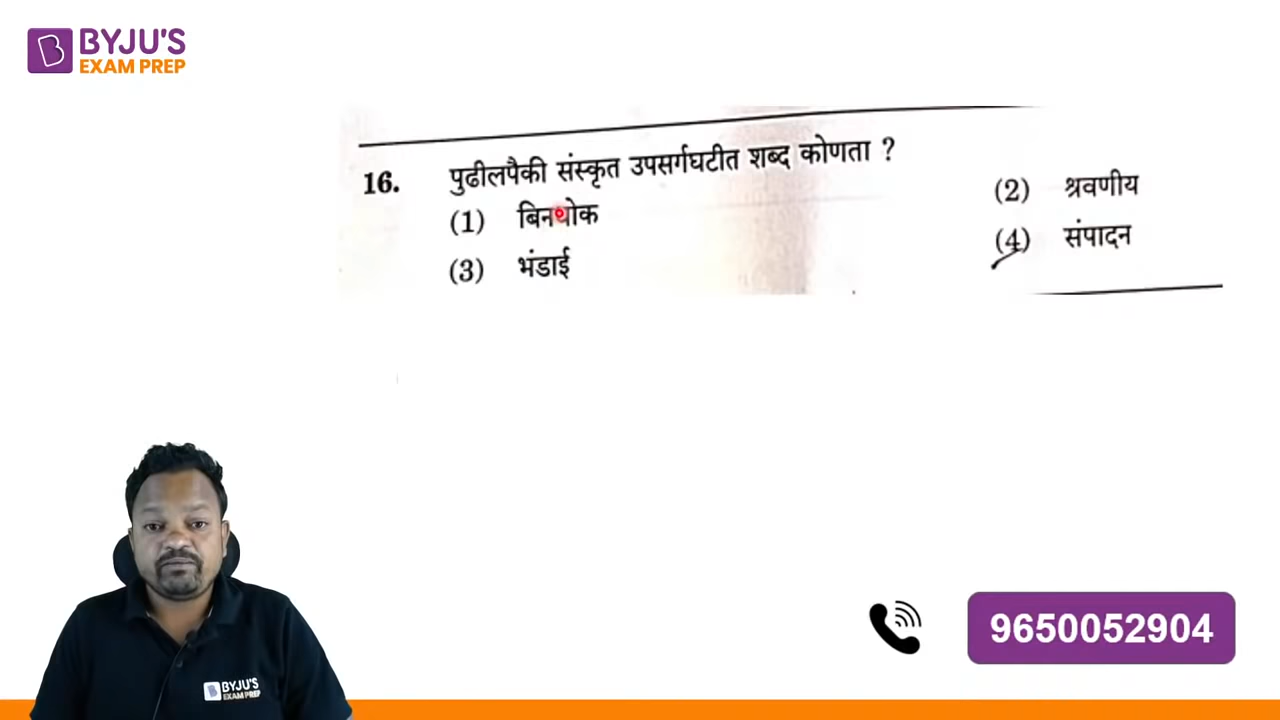 BYJU'S
EXAM PREP
16. पुढीलपैकी संस्कृत उपसर्गघटीत शब्द कोणता ?
(1) बिनधोक (2) श्रवणीय
(3) भंडाई (4) संपादन
9650052904
BYJU'S
EXAM PREP